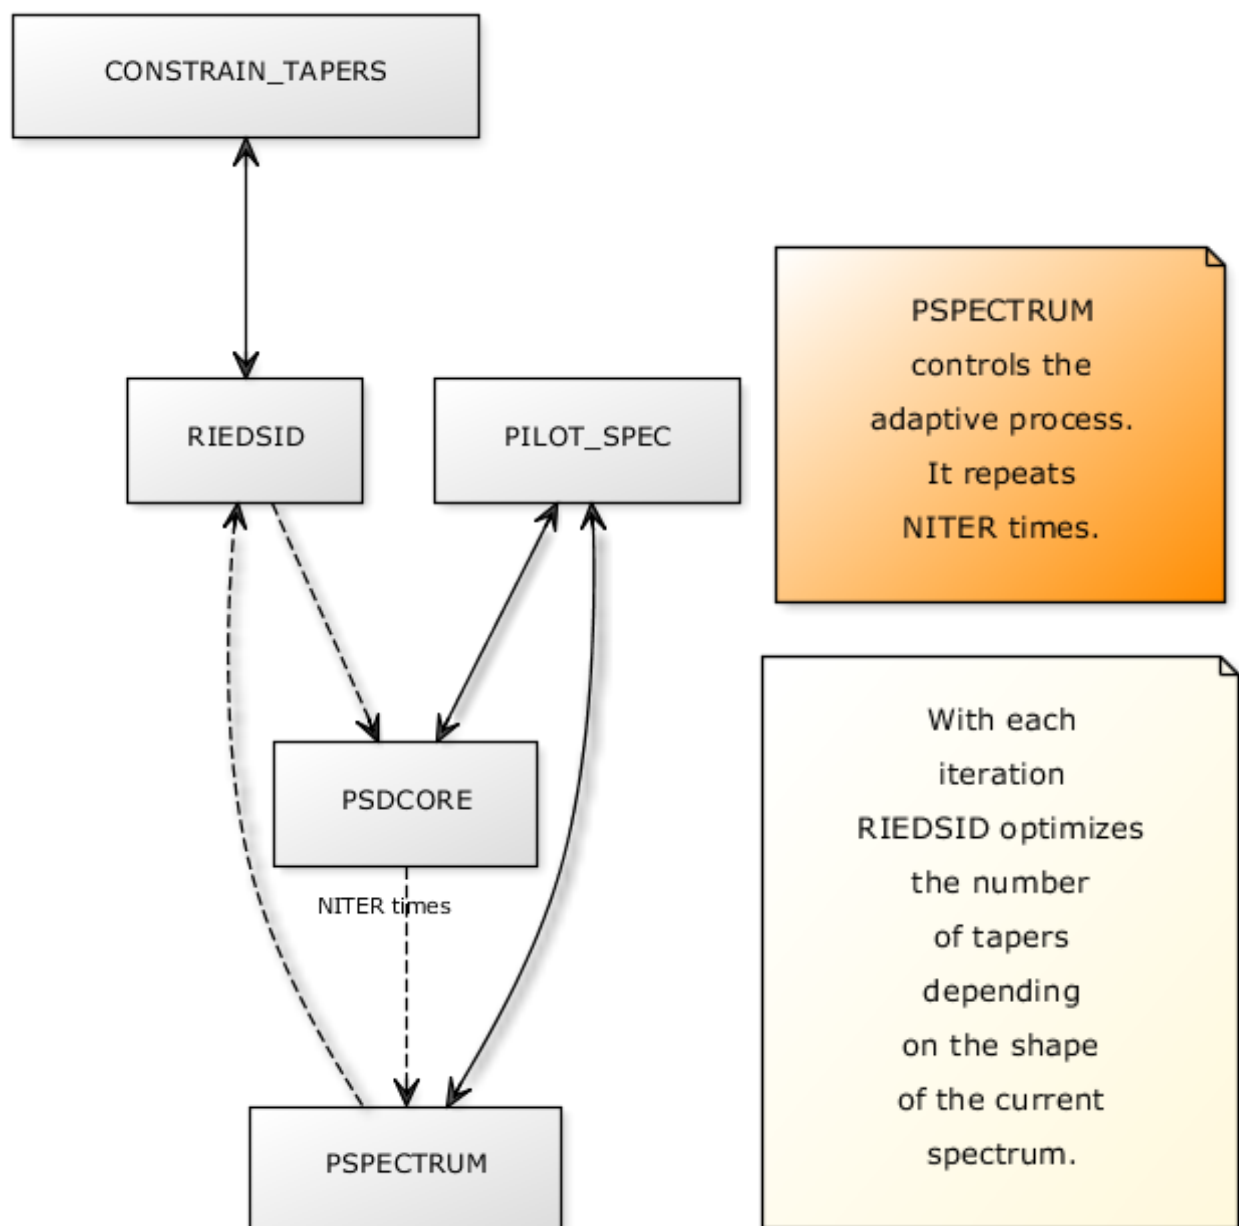 CONSTRAIN_TAPERS
RIEDSID
PILOT_SPEC
PSDCORE
NITER times
PSPECTRUM
PSPECTRUM
controls the
adaptive process.
It repeats
NITER times.
With each
iteration
RIEDSID optimizes
the number
of tapers
depending
on the shape
of the current
spectrum.